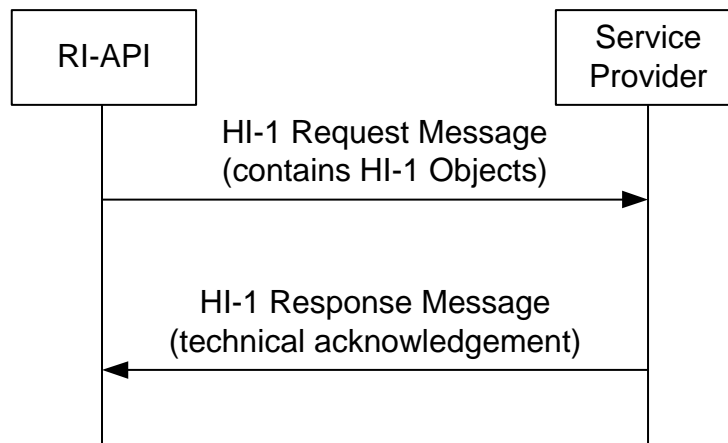 RI-API
Service
Provider
HI-1 Request Message
(contains HI-1 Objects)
HI-1 Response Message
(technical acknowledgement)